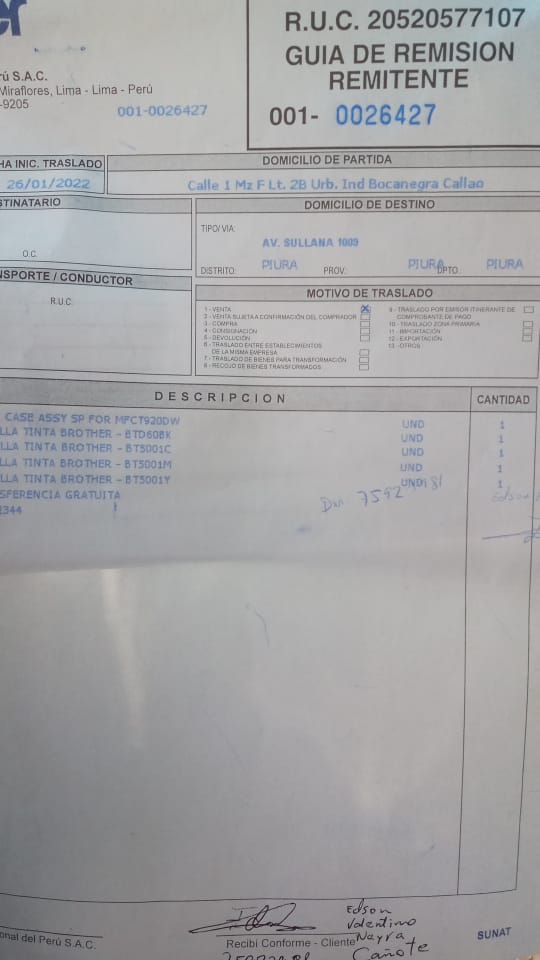 R.U.C. 20520577107
GUIA DE REMISION
REMITENTE
001- 0026427
rú S.A.C.
Miraflores, Lima - Lima - Perú
-9205
001-0026427
HA INIC. TRASLADO
26/01/2022
DOMICILIO DE PARTIDA
Calle 1 Mz F Lt. 2B Urb. Ind Bocanegra Callao
STINATARIO
O.C.
DOMICILIO DE DESTINO
TIPO/VIA:
AV. SULLANA 1009
DISTRITO: PIURA PROV: PIURA DPTO. PIURA
NSPORTE / CONDUCTOR
R.U.C.
MOTIVO DE TRASLADO
1 - VENTA
2 - VENTA SUJETA A CONFIRMACIÓN DEL COMPRADOR
3 - COMPRA
4 - CONSIGNACIÓN
5 - DEVOLUCIÓN
6 - TRASLADO ENTRE ESTABLECIMIENTOS
DE LA MISMA EMPRESA
7 - TRASLADO DE BIENES PARA TRANSFORMACIÓN
8 - RECOJO DE BIENES TRANSFORMADOS
9 - TRASLADO POR EMISOR ITINERANTE DE
COMPROBANTE DE PAGO
10 - TRASLADO ZONA PRIMARIA
11 - IMPORTACIÓN
12 - EXPORTACIÓN
13 - OTROS
DESCRIPCION CANTIDAD
CASE ASSY SP FOR MFCT920DW UND 1
LLA TINTA BROTHER - BTD60BK UND 1
LLA TINTA BROTHER - BT5001C UND 1
LLA TINTA BROTHER - BT5001M UND 1
LLA TINTA BROTHER - BT5001Y UND 1
SFERENCIA GRATUITA
2344
Edson
Valentino
Neyra
Cañote
onal del Perú S.A.C.
Recibí Conforme - Cliente
SUNAT